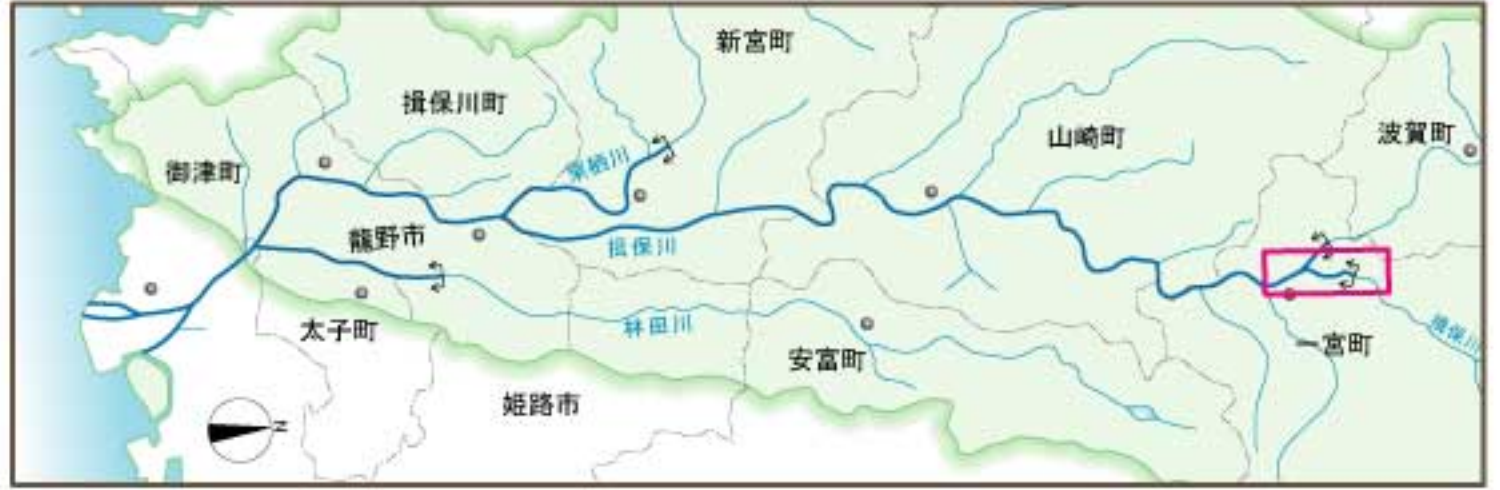 新宮町
揖保川町
山崎町
波賀町
御津町
栗栖川
龍野市
揖保川
林田川
太子町
安富町
一宮町
揖保川
姫路市
N